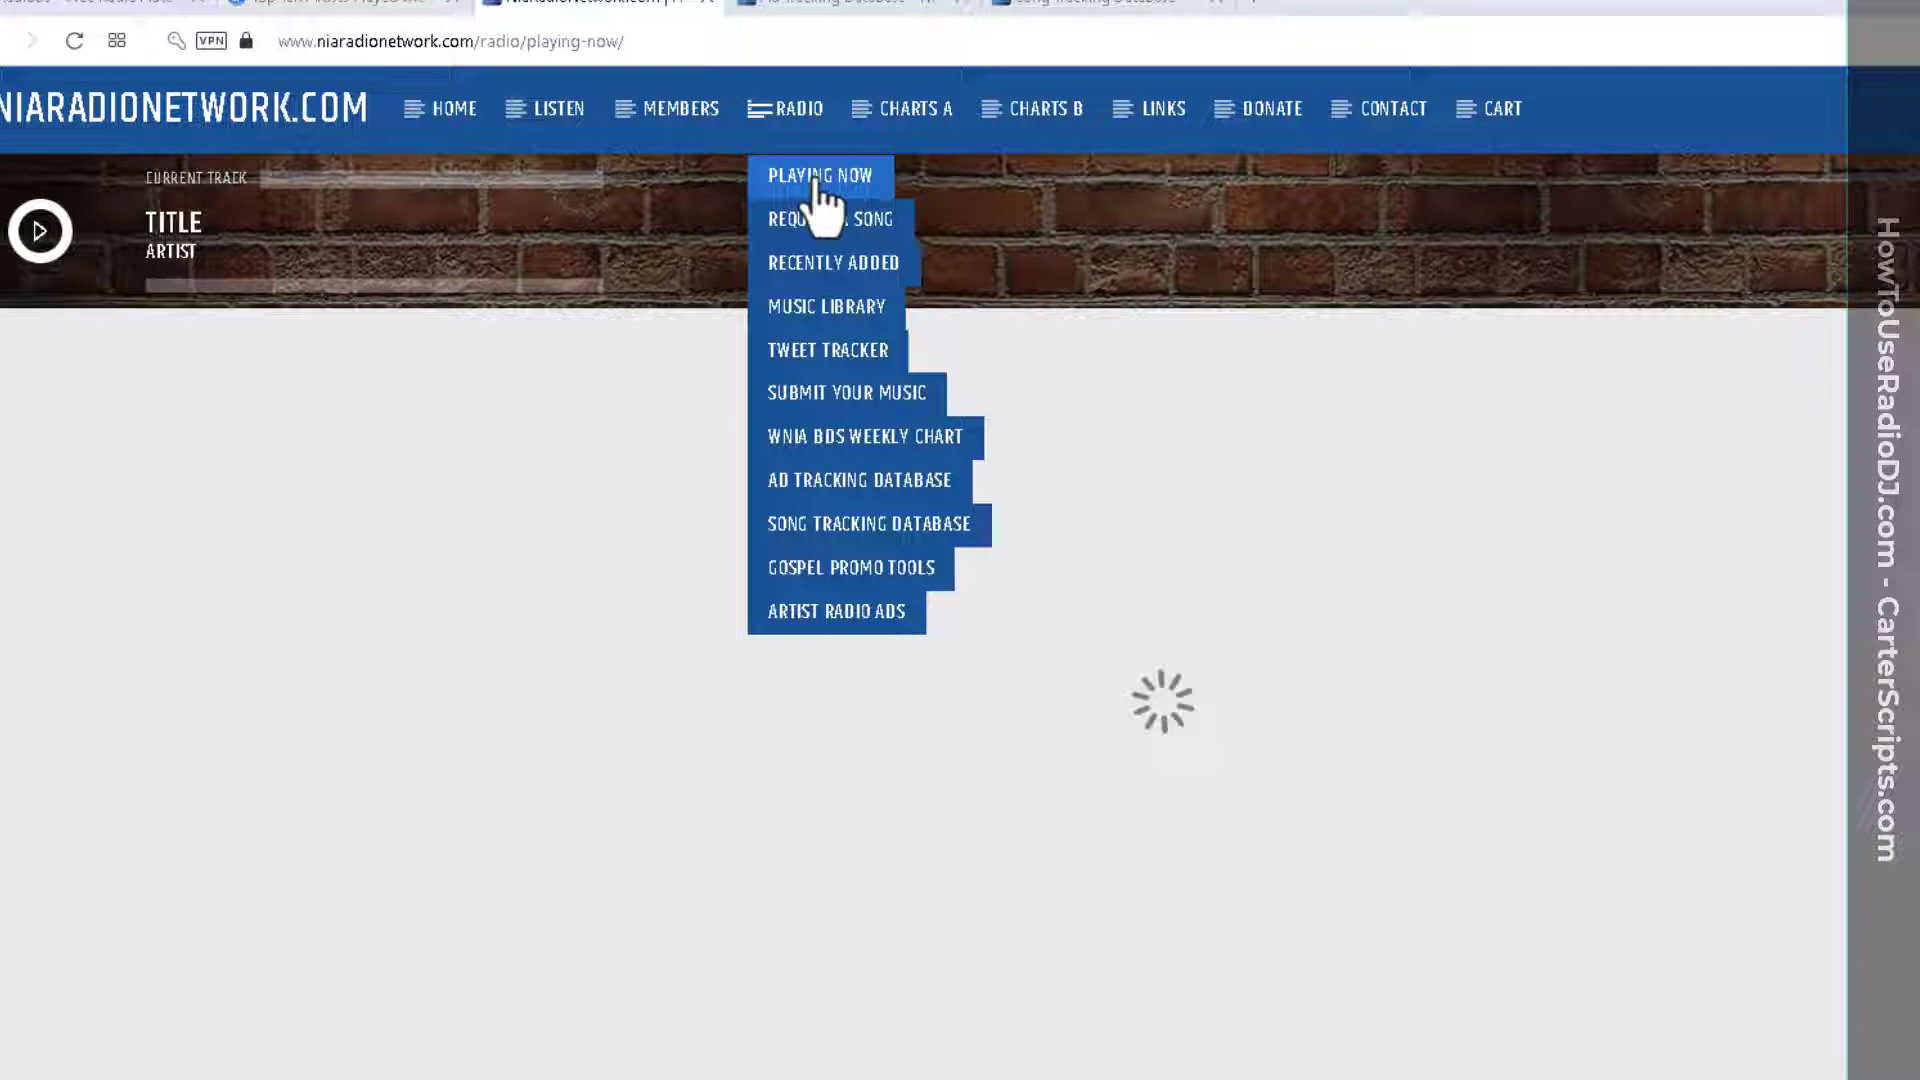 VPN
www.niaradionetwork.com/radio/playing-now/
NIARADIONETWORK.COM
HOME
LISTEN
MEMBERS
RADIO
CHARTS A
CHARTS B
LINKS
DONATE
CONTACT
CART
CURRENT TRACK
TITLE
ARTIST
PLAYING NOW
SONG
RECENTLY ADDED
MUSIC LIBRARY
TWEET TRACKER
SUBMIT YOUR MUSIC
WNIA BDS WEEKLY CHART
AD TRACKING DATABASE
SONG TRACKING DATABASE
GOSPEL PROMO TOOLS
ARTIST RADIO ADS
HowToUseRadioDJ.com - CarterScripts.com